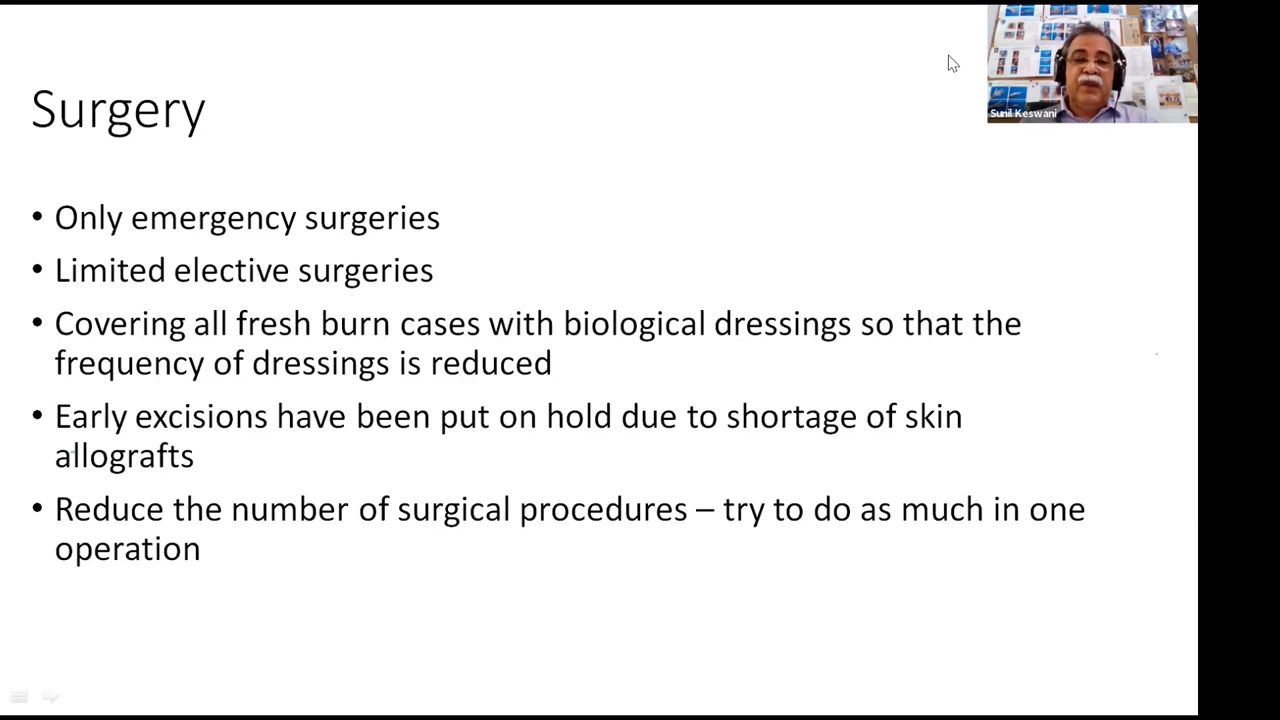 Sunil Keswani
Surgery
• Only emergency surgeries
• Limited elective surgeries
• Covering all fresh burn cases with biological dressings so that the
frequency of dressings is reduced
• Early excisions have been put on hold due to shortage of skin
allografts
• Reduce the number of surgical procedures – try to do as much in one
operation